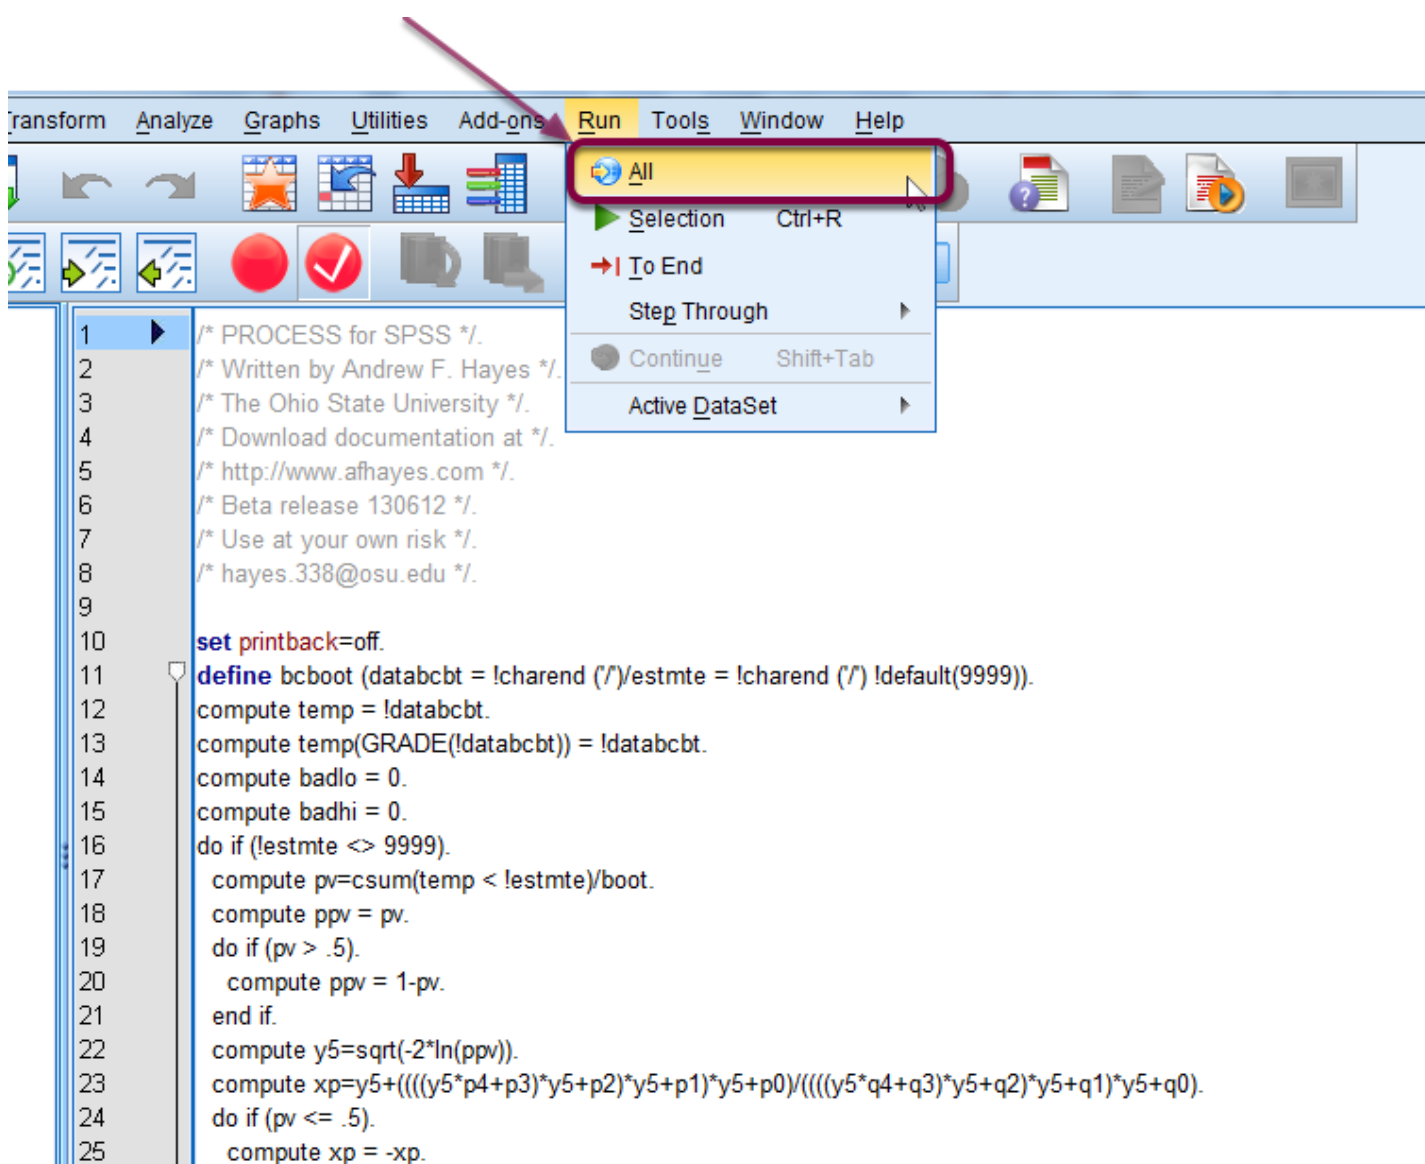 Transform Analyze Graphs Utilities Add-ons Run Tools Window Help
All
Selection Ctrl+R
To End
Step Through
Continue Shift+Tab
Active DataSet
1 /* PROCESS for SPSS */.
2 /* Written by Andrew F. Hayes */.
3 /* The Ohio State University */.
4 /* Download documentation at */.
5 /* http://www.afhayes.com */.
6 /* Beta release 130612 */.
7 /* Use at your own risk */.
8 /* hayes.338@osu.edu */.
9
10 set printback=off.
11 define bcboot (databcbt = !charend ('/')/estmte = !charend ('/') !default(9999)).
12 compute temp = !databcbt.
13 compute temp(GRADE(!databcbt)) = !databcbt.
14 compute badlo = 0.
15 compute badhi = 0.
16 do if (!estmte <> 9999).
17 compute pv=csum(temp < !estmte)/boot.
18 compute ppv = pv.
19 do if (pv > .5).
20 compute ppv = 1-pv.
21 end if.
22 compute y5=sqrt(-2*ln(ppv)).
23 compute xp=y5+((((y5*p4+p3)*y5+p2)*y5+p1)*y5+p0)/((((y5*q4+q3)*y5+q2)*y5+q1)*y5+q0).
24 do if (pv <= .5).
25 compute xp = -xp.